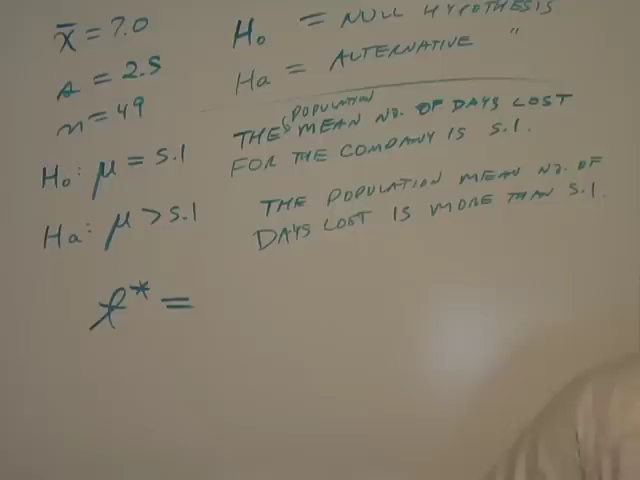 x̄ = 7.0
s = 2.5
n = 49
H₀: μ = 5.1
Ha: μ > 5.1
t* =
H₀ = NULL HYPOTHESIS
Ha = ALTERNATIVE "
POPULATION
THE MEAN NO. OF DAYS LOST
FOR THE COMPANY IS 5.1.
THE POPULATION MEAN NO. OF
DAYS LOST IS MORE THAN 5.1.